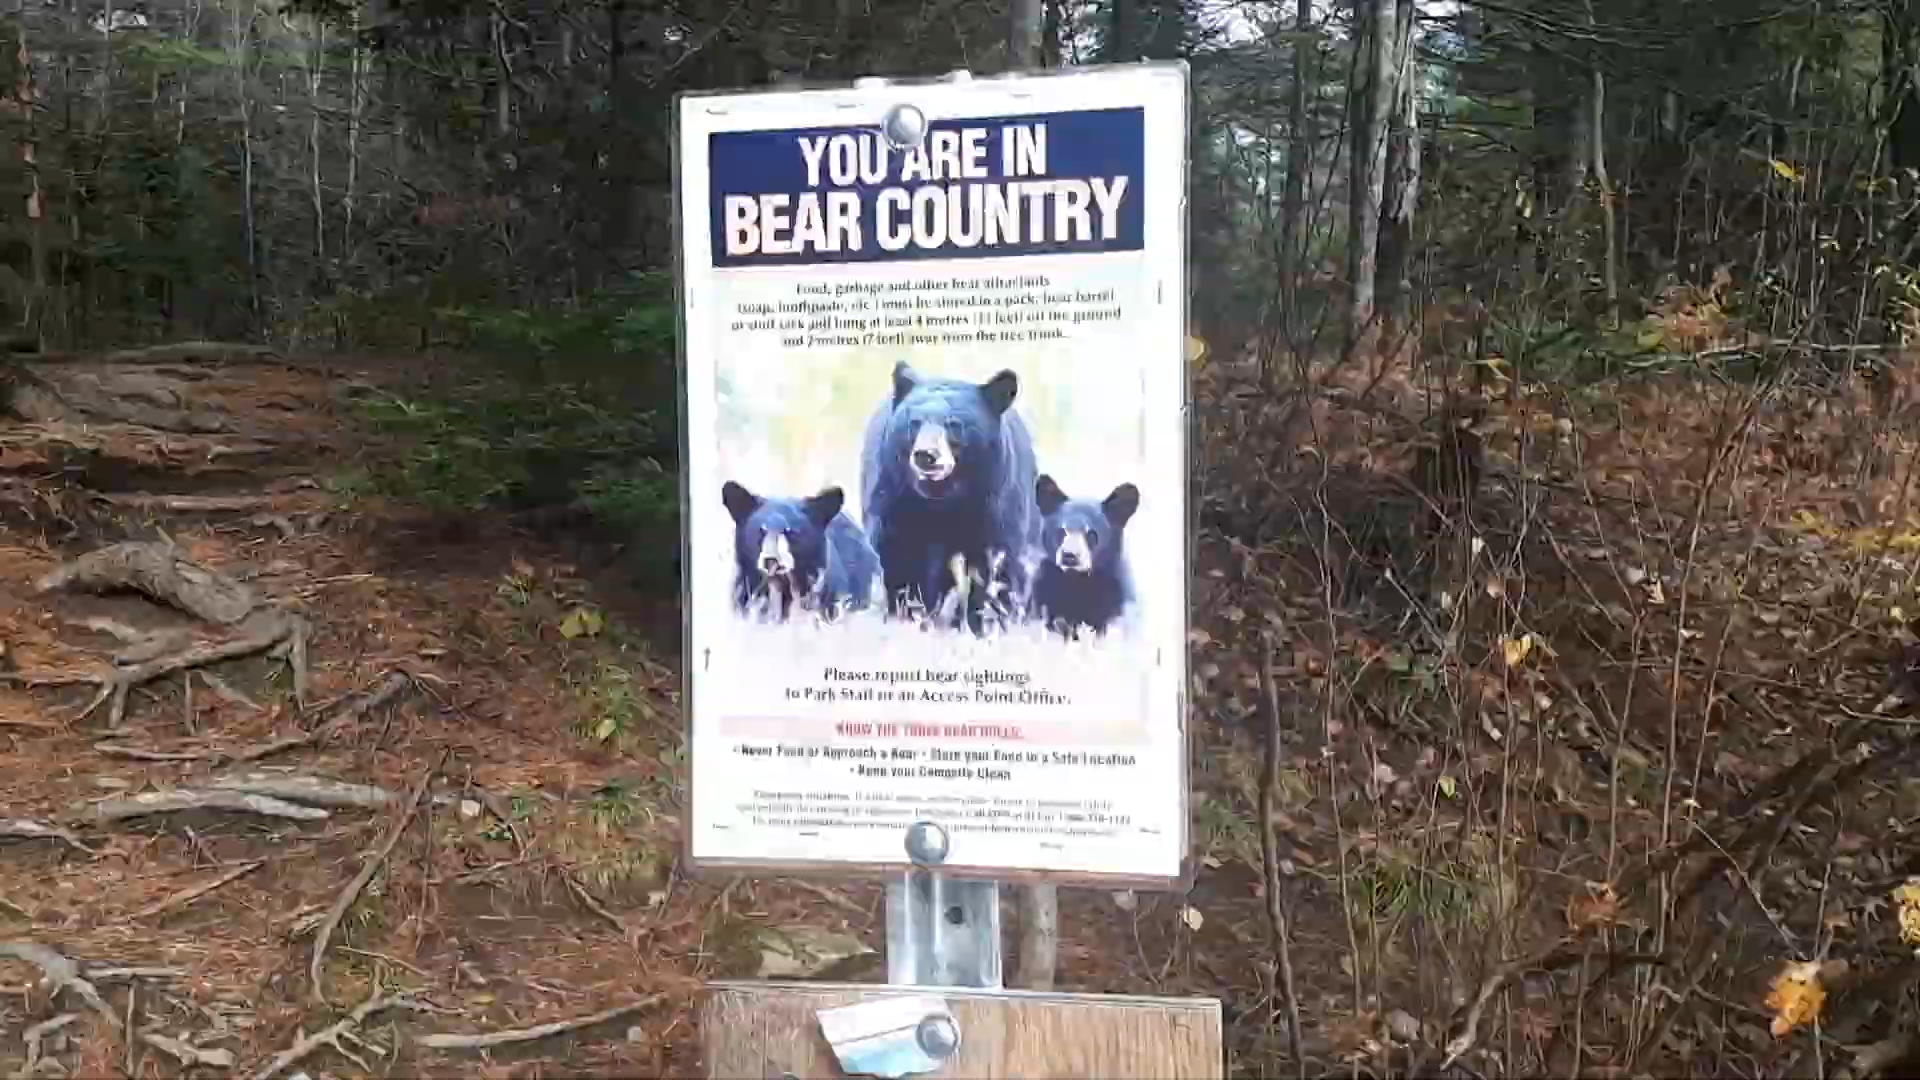 YOU ARE IN
BEAR COUNTRY
Food, garbage and other bear attractants
(soap, toothpaste, etc.) must be stored in a pack, bear barrel
or stuff sack and hung at least 4 metres (13 feet) off the ground
and 2 metres (7 feet) away from the tree trunk.
Please report bear sightings
to Park Staff or an Access Point Office.
KNOW THE THREE BEAR RULES:
• Never Feed or Approach a Bear • Store your Food in a Safe Location
• Keep your Campsite Clean